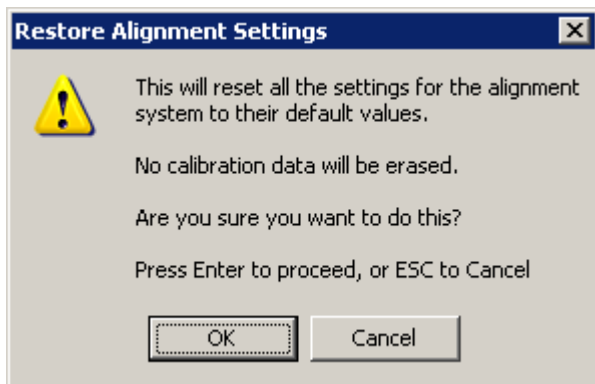 Restore Alignment Settings
This will reset all the settings for the alignment
system to their default values.
No calibration data will be erased.
Are you sure you want to do this?
Press Enter to proceed, or ESC to Cancel
OK
Cancel